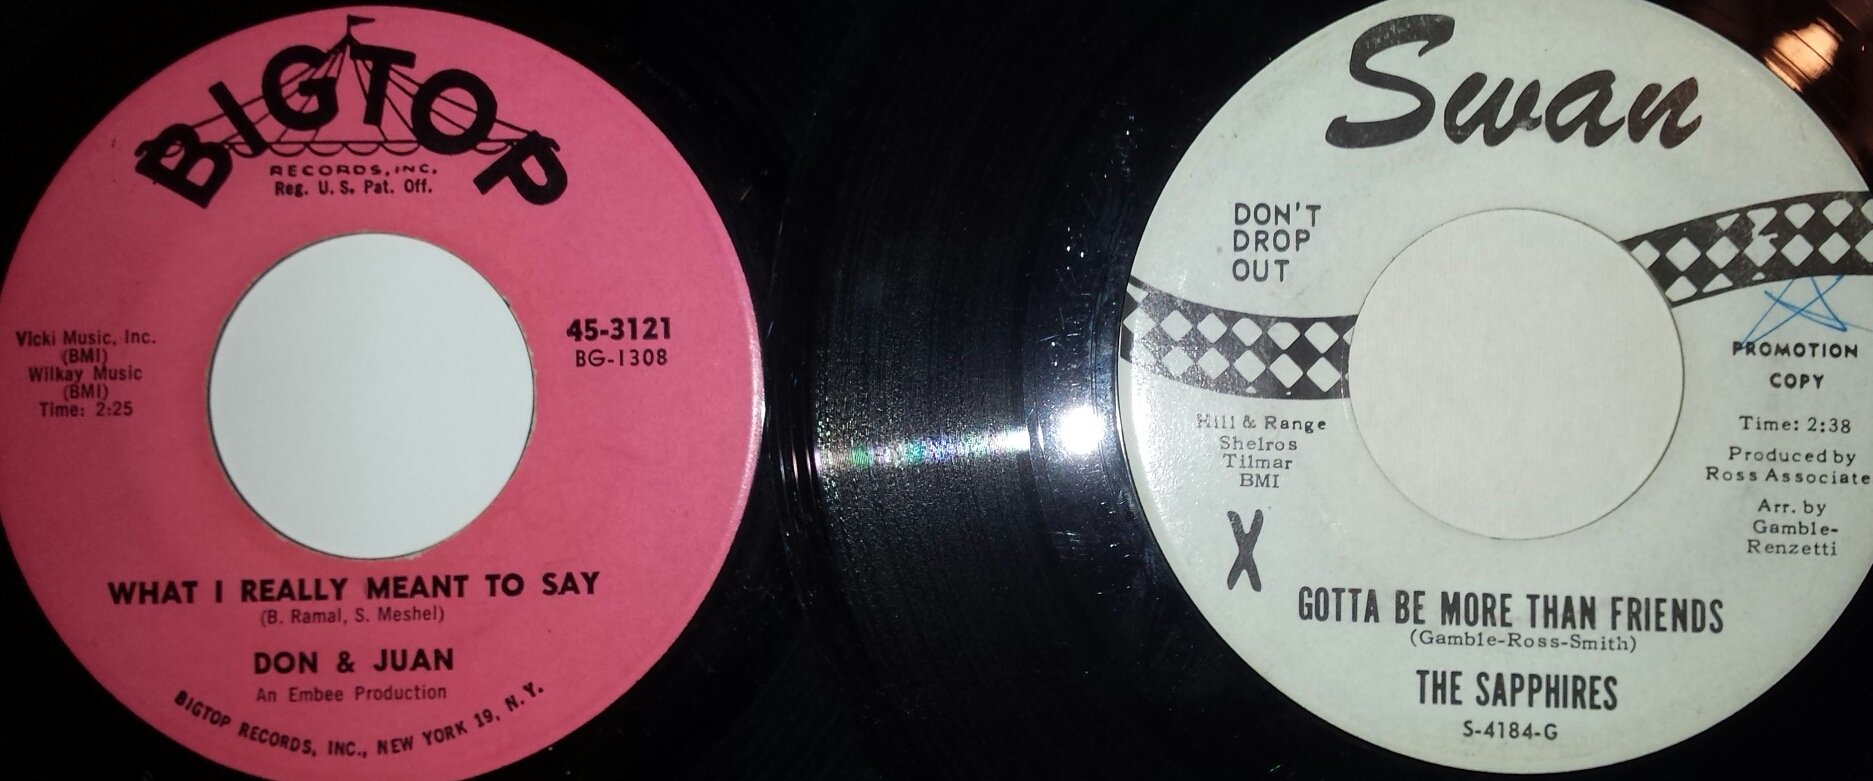 BIGTOP
RECORDS, INC.
Reg. U. S. Pat. Off.
Vicki Music, Inc.
(BMI)
Wilkay Music
(BMI)
Time: 2:25
45-3121
BG-1308
WHAT I REALLY MEANT TO SAY
(B. Ramal, S. Meshel)
DON & JUAN
An Embee Production
BIGTOP RECORDS, INC., NEW YORK 19, N.Y.
Swan
DON'T
DROP
OUT
PROMOTION
COPY
Hill & Range
Shelros
Tilmar
BMI
X
Time: 2:38
Produced by
Ross Associate
Arr. by
Gamble-
Renzetti
GOTTA BE MORE THAN FRIENDS
(Gamble-Ross-Smith)
THE SAPPHIRES
S-4184-G